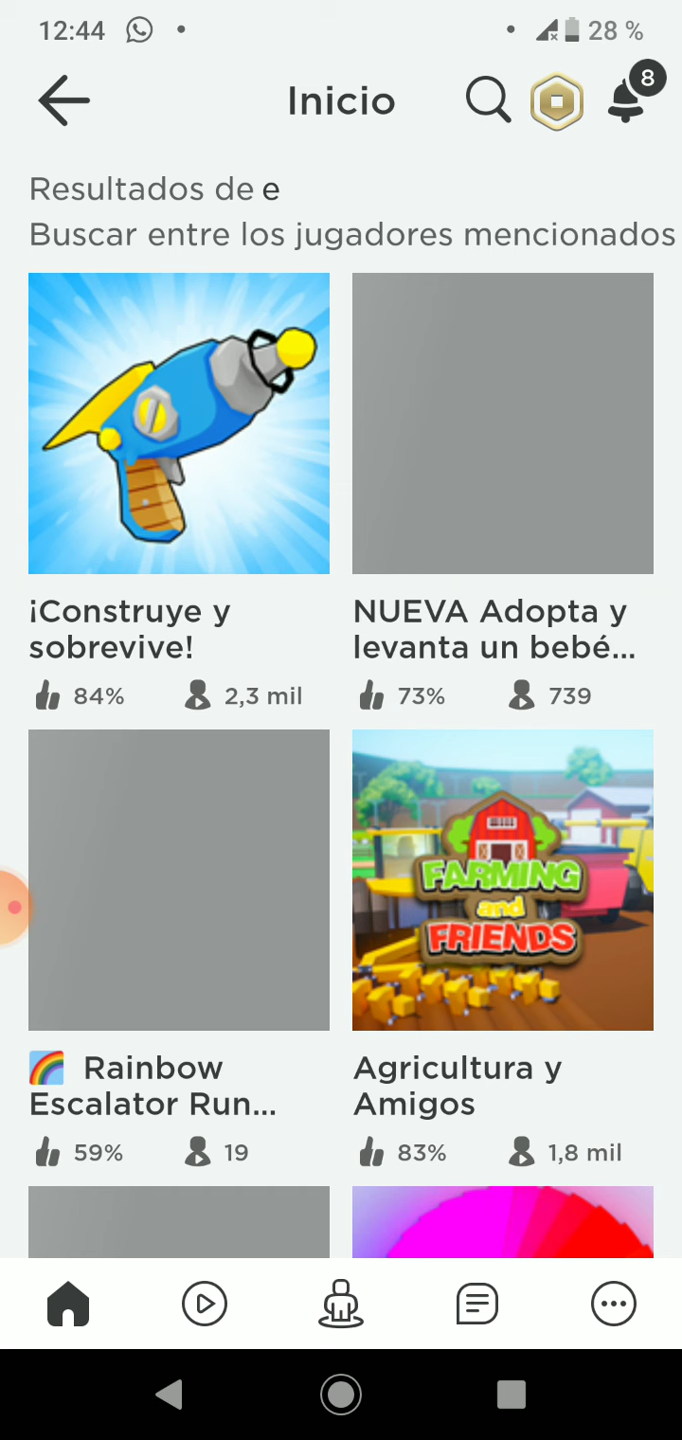 12:44
28 %
Inicio
8
Resultados de e
Buscar entre los jugadores mencionados
¡Construye y
sobrevive!
84% 2,3 mil
NUEVA Adopta y
levanta un bebé...
73% 739
FARMING
and
FRIENDS
Rainbow
Escalator Run...
59% 19
Agricultura y
Amigos
83% 1,8 mil